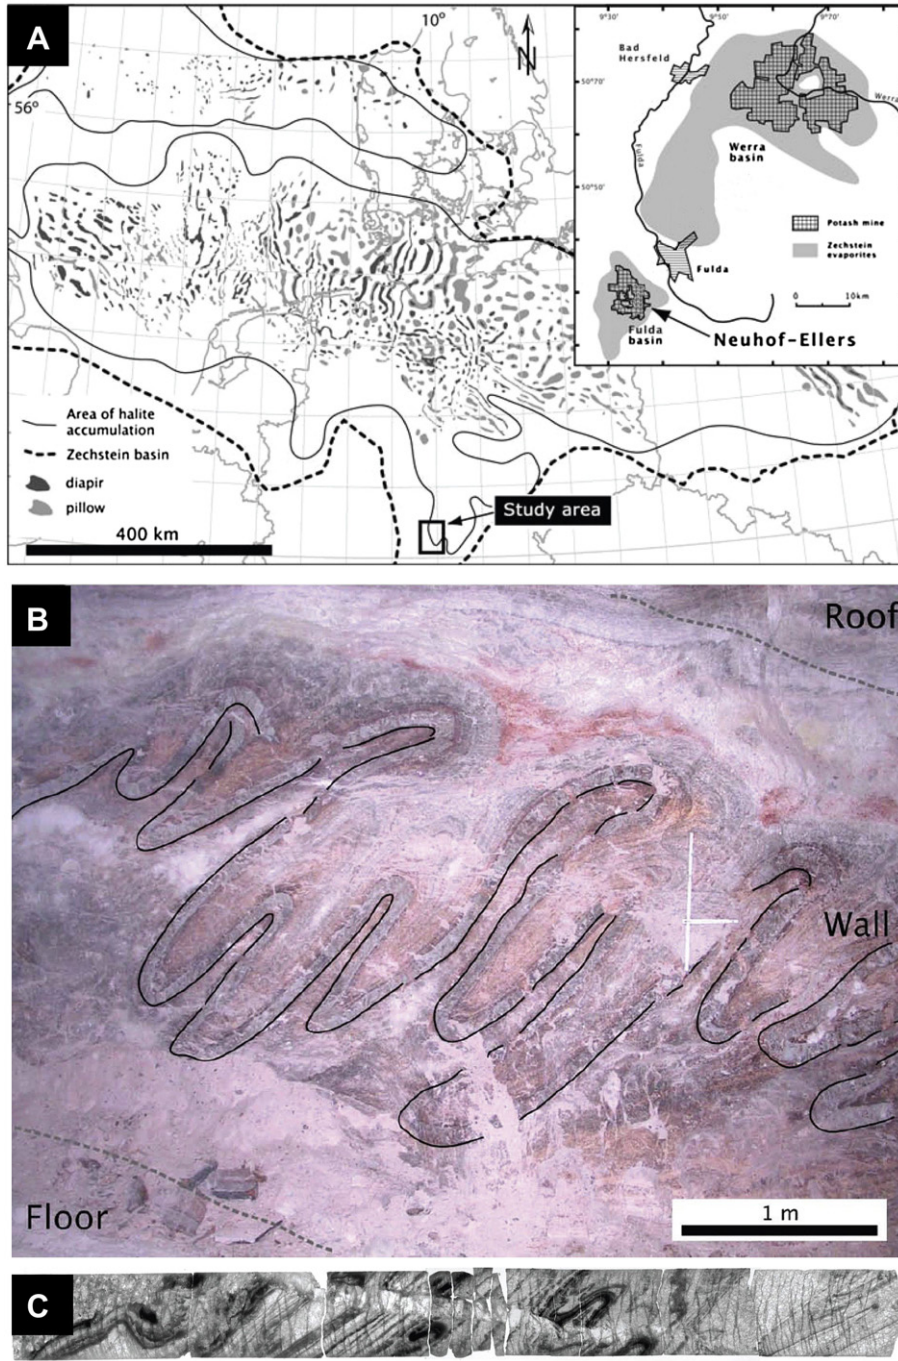 A
10°
56°
N
Area of halite
accumulation
Zechstein basin
diapir
pillow
400 km
Study area
9°30'
9°50'
9°70'
Bad
Hersfeld
50°70'
Werra
Werra
basin
Fulda
50°50'
Potash mine
Zechstein
evaporites
Fulda
0 10km
Fulda
basin
Neuhof-Ellers
B
Roof
Wall
Floor
1 m
C